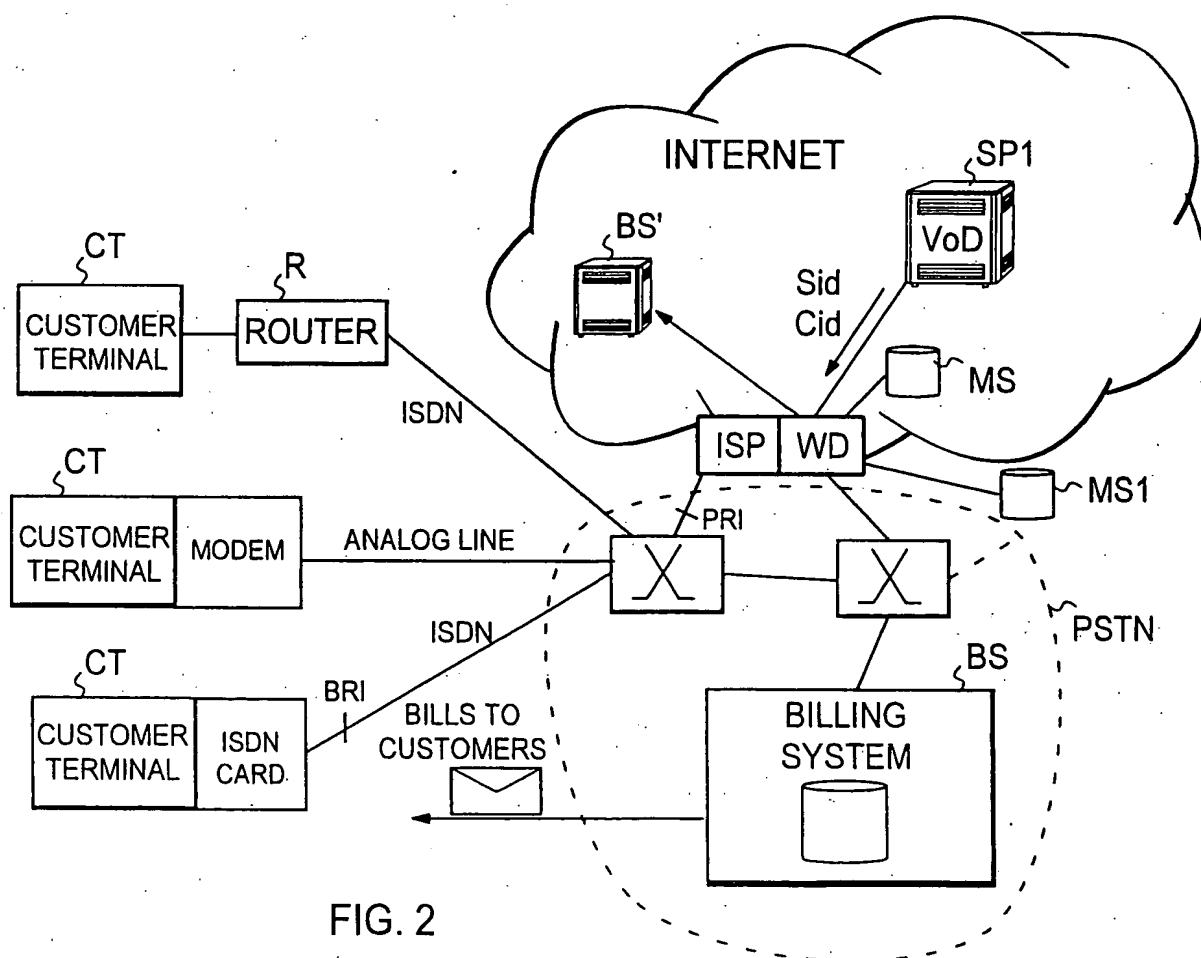 INTERNET
SP1
VoD
BS'
Sid
Cid
MS
CT
R
CUSTOMER
TERMINAL
ROUTER
ISDN
ISP
WD
MS1
PRI
CT
CUSTOMER
TERMINAL
MODEM
ANALOG LINE
ISDN
PSTN
CT
CUSTOMER
TERMINAL
ISDN
CARD
BRI
BILLS TO
CUSTOMERS
BS
BILLING
SYSTEM
FIG. 2